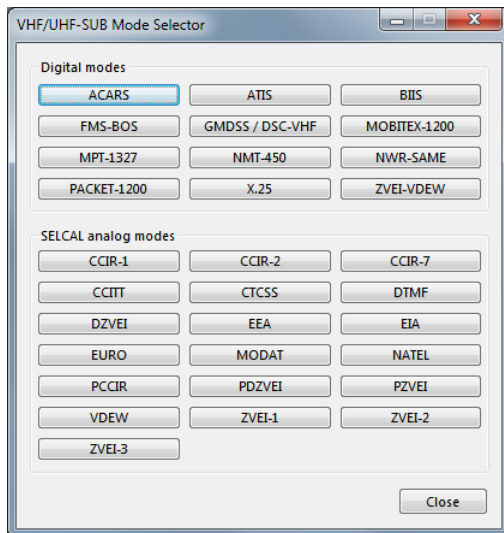 VHF/UHF-SUB Mode Selector
Digital modes
ACARS ATIS BIIS
FMS-BOS GMDSS / DSC-VHF MOBITEX-1200
MPT-1327 NMT-450 NWR-SAME
PACKET-1200 X.25 ZVEI-VDEW
SELCAL analog modes
CCIR-1 CCIR-2 CCIR-7
CCITT CTCSS DTMF
DZVEI EEA EIA
EURO MODAT NATEL
PCCIR PDZVEI PZVEI
VDEW ZVEI-1 ZVEI-2
ZVEI-3
Close